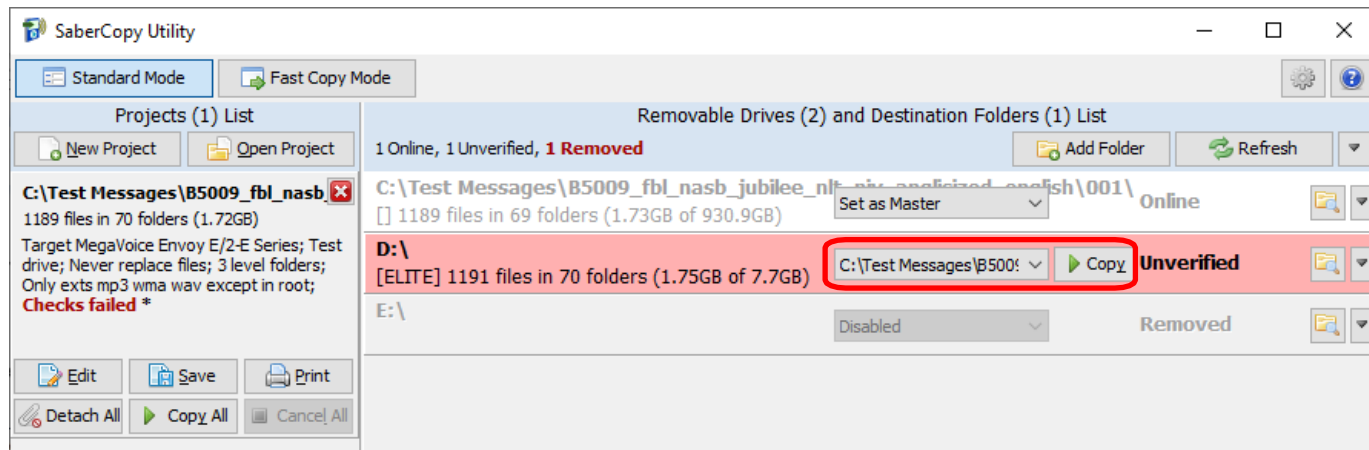 SaberCopy Utility
Standard Mode
Fast Copy Mode
Projects (1) List
New Project
Open Project
C:\Test Messages\B5009_fbl_nasb_
1189 files in 70 folders (1.72GB)
Target MegaVoice Envoy E/2-E Series; Test
drive; Never replace files; 3 level folders;
Only exts mp3 wma wav except in root;
Checks failed *
Edit
Save
Print
Detach All
Copy All
Cancel All
Removable Drives (2) and Destination Folders (1) List
1 Online, 1 Unverified, 1 Removed
Add Folder
Refresh
C:\Test Messages\B5009_fbl_nasb_jubilee_nlt_niv_anglisized_english\001\
[] 1189 files in 69 folders (1.73GB of 930.9GB)
Set as Master
Online
D:\
[ELITE] 1191 files in 70 folders (1.75GB of 7.7GB)
C:\Test Messages\B5009
Copy
Unverified
E:\
Disabled
Removed